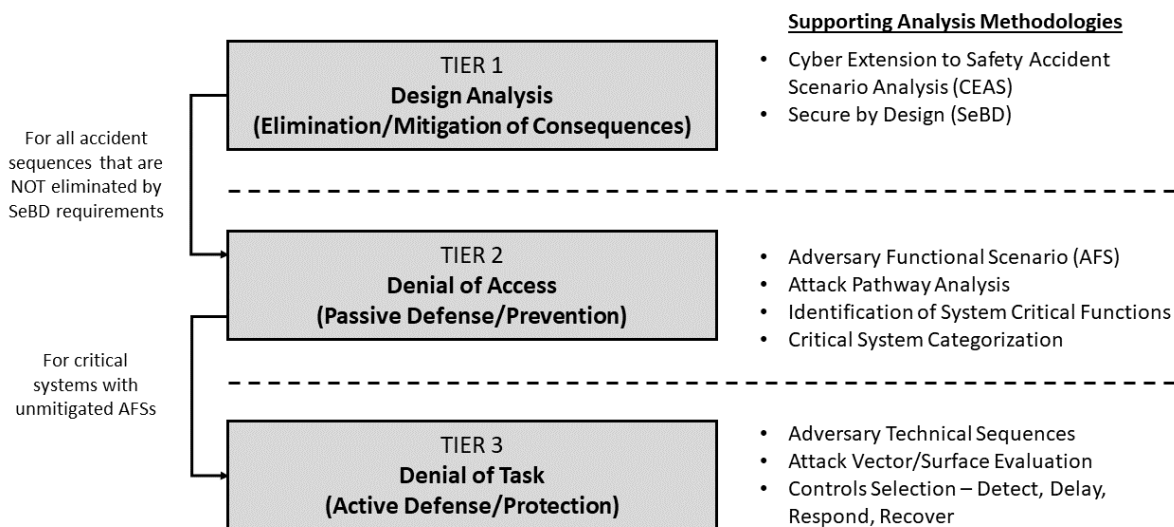 Supporting Analysis Methodologies
TIER 1
Design Analysis
(Elimination/Mitigation of Consequences)
• Cyber Extension to Safety Accident
Scenario Analysis (CEAS)
• Secure by Design (SeBD)
For all accident
sequences that are
NOT eliminated by
SeBD requirements
TIER 2
Denial of Access
(Passive Defense/Prevention)
• Adversary Functional Scenario (AFS)
• Attack Pathway Analysis
• Identification of System Critical Functions
• Critical System Categorization
For critical
systems with
unmitigated AFSs
TIER 3
Denial of Task
(Active Defense/Protection)
• Adversary Technical Sequences
• Attack Vector/Surface Evaluation
• Controls Selection – Detect, Delay,
Respond, Recover